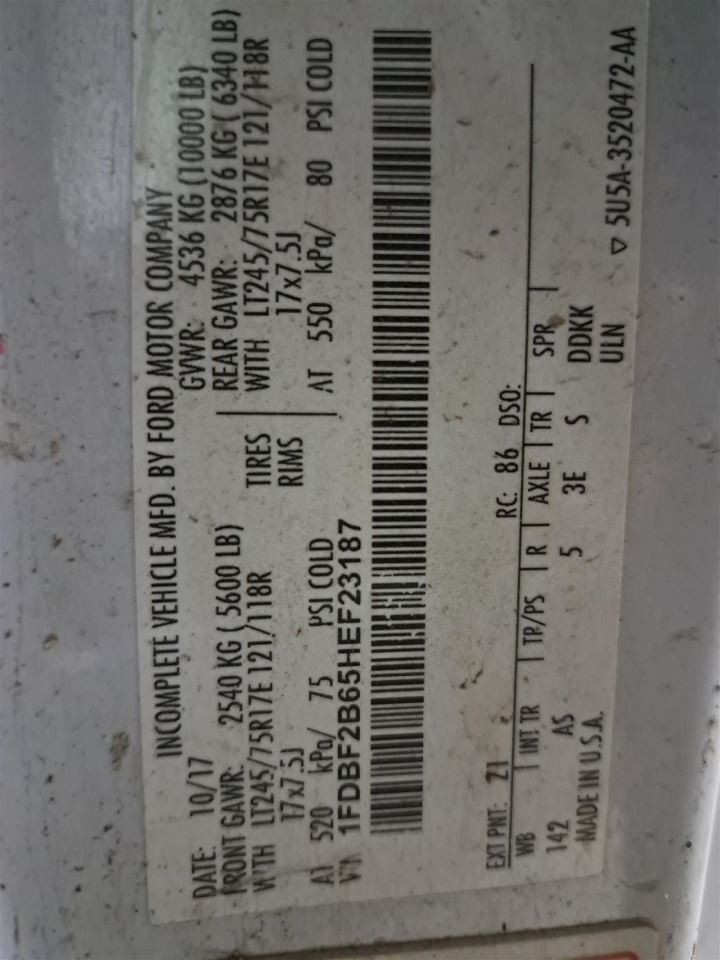 INCOMPLETE VEHICLE MFD. BY FORD MOTOR COMPANY
DATE: 10/17 GVWR: 4536 KG (10000 LB)
FRONT GAWR: 2540 KG ( 5600 LB) REAR GAWR: 2876 KG ( 6340 LB)
WITH LT245/75R17E 121/118R TIRES WITH LT245/75R17E 121/118R
17x7.5J RIMS 17x7.5J
AT 520 kPa/ 75 PSI COLD AT 550 kPa/ 80 PSI COLD
VIN 1FDBF2B65HEF23187
EXT PNT: Z1 RC: 86 DSO:
WB INT TR TP/PS R AXLE TR SPR
142 AS 5 3E S DDKK
MADE IN U.S.A. ULN
▽ 5U5A-3520472-AA